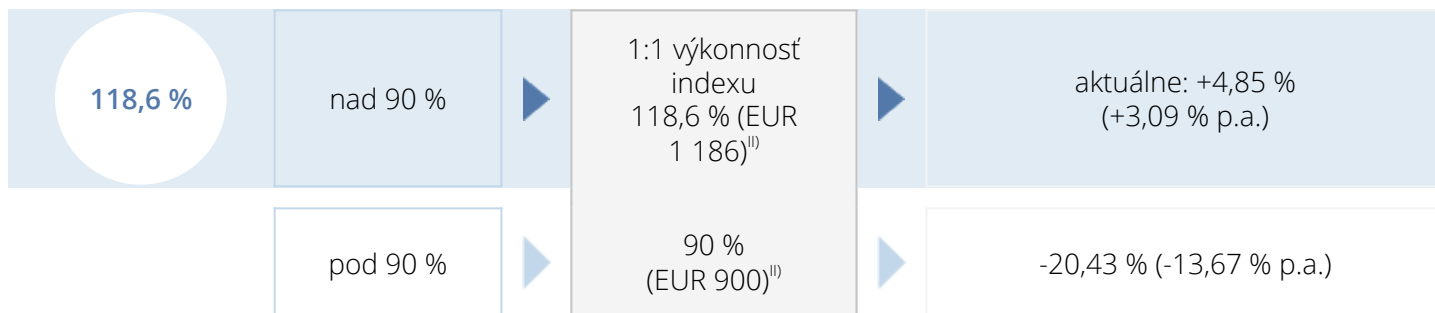 118,6 %
nad 90 %
1:1 výkonnosť
indexu
118,6 % (EUR
1 186)II)
aktuálne: +4,85 %
(+3,09 % p.a.)
pod 90 %
90 %
(EUR 900)II)
-20,43 % (-13,67 % p.a.)